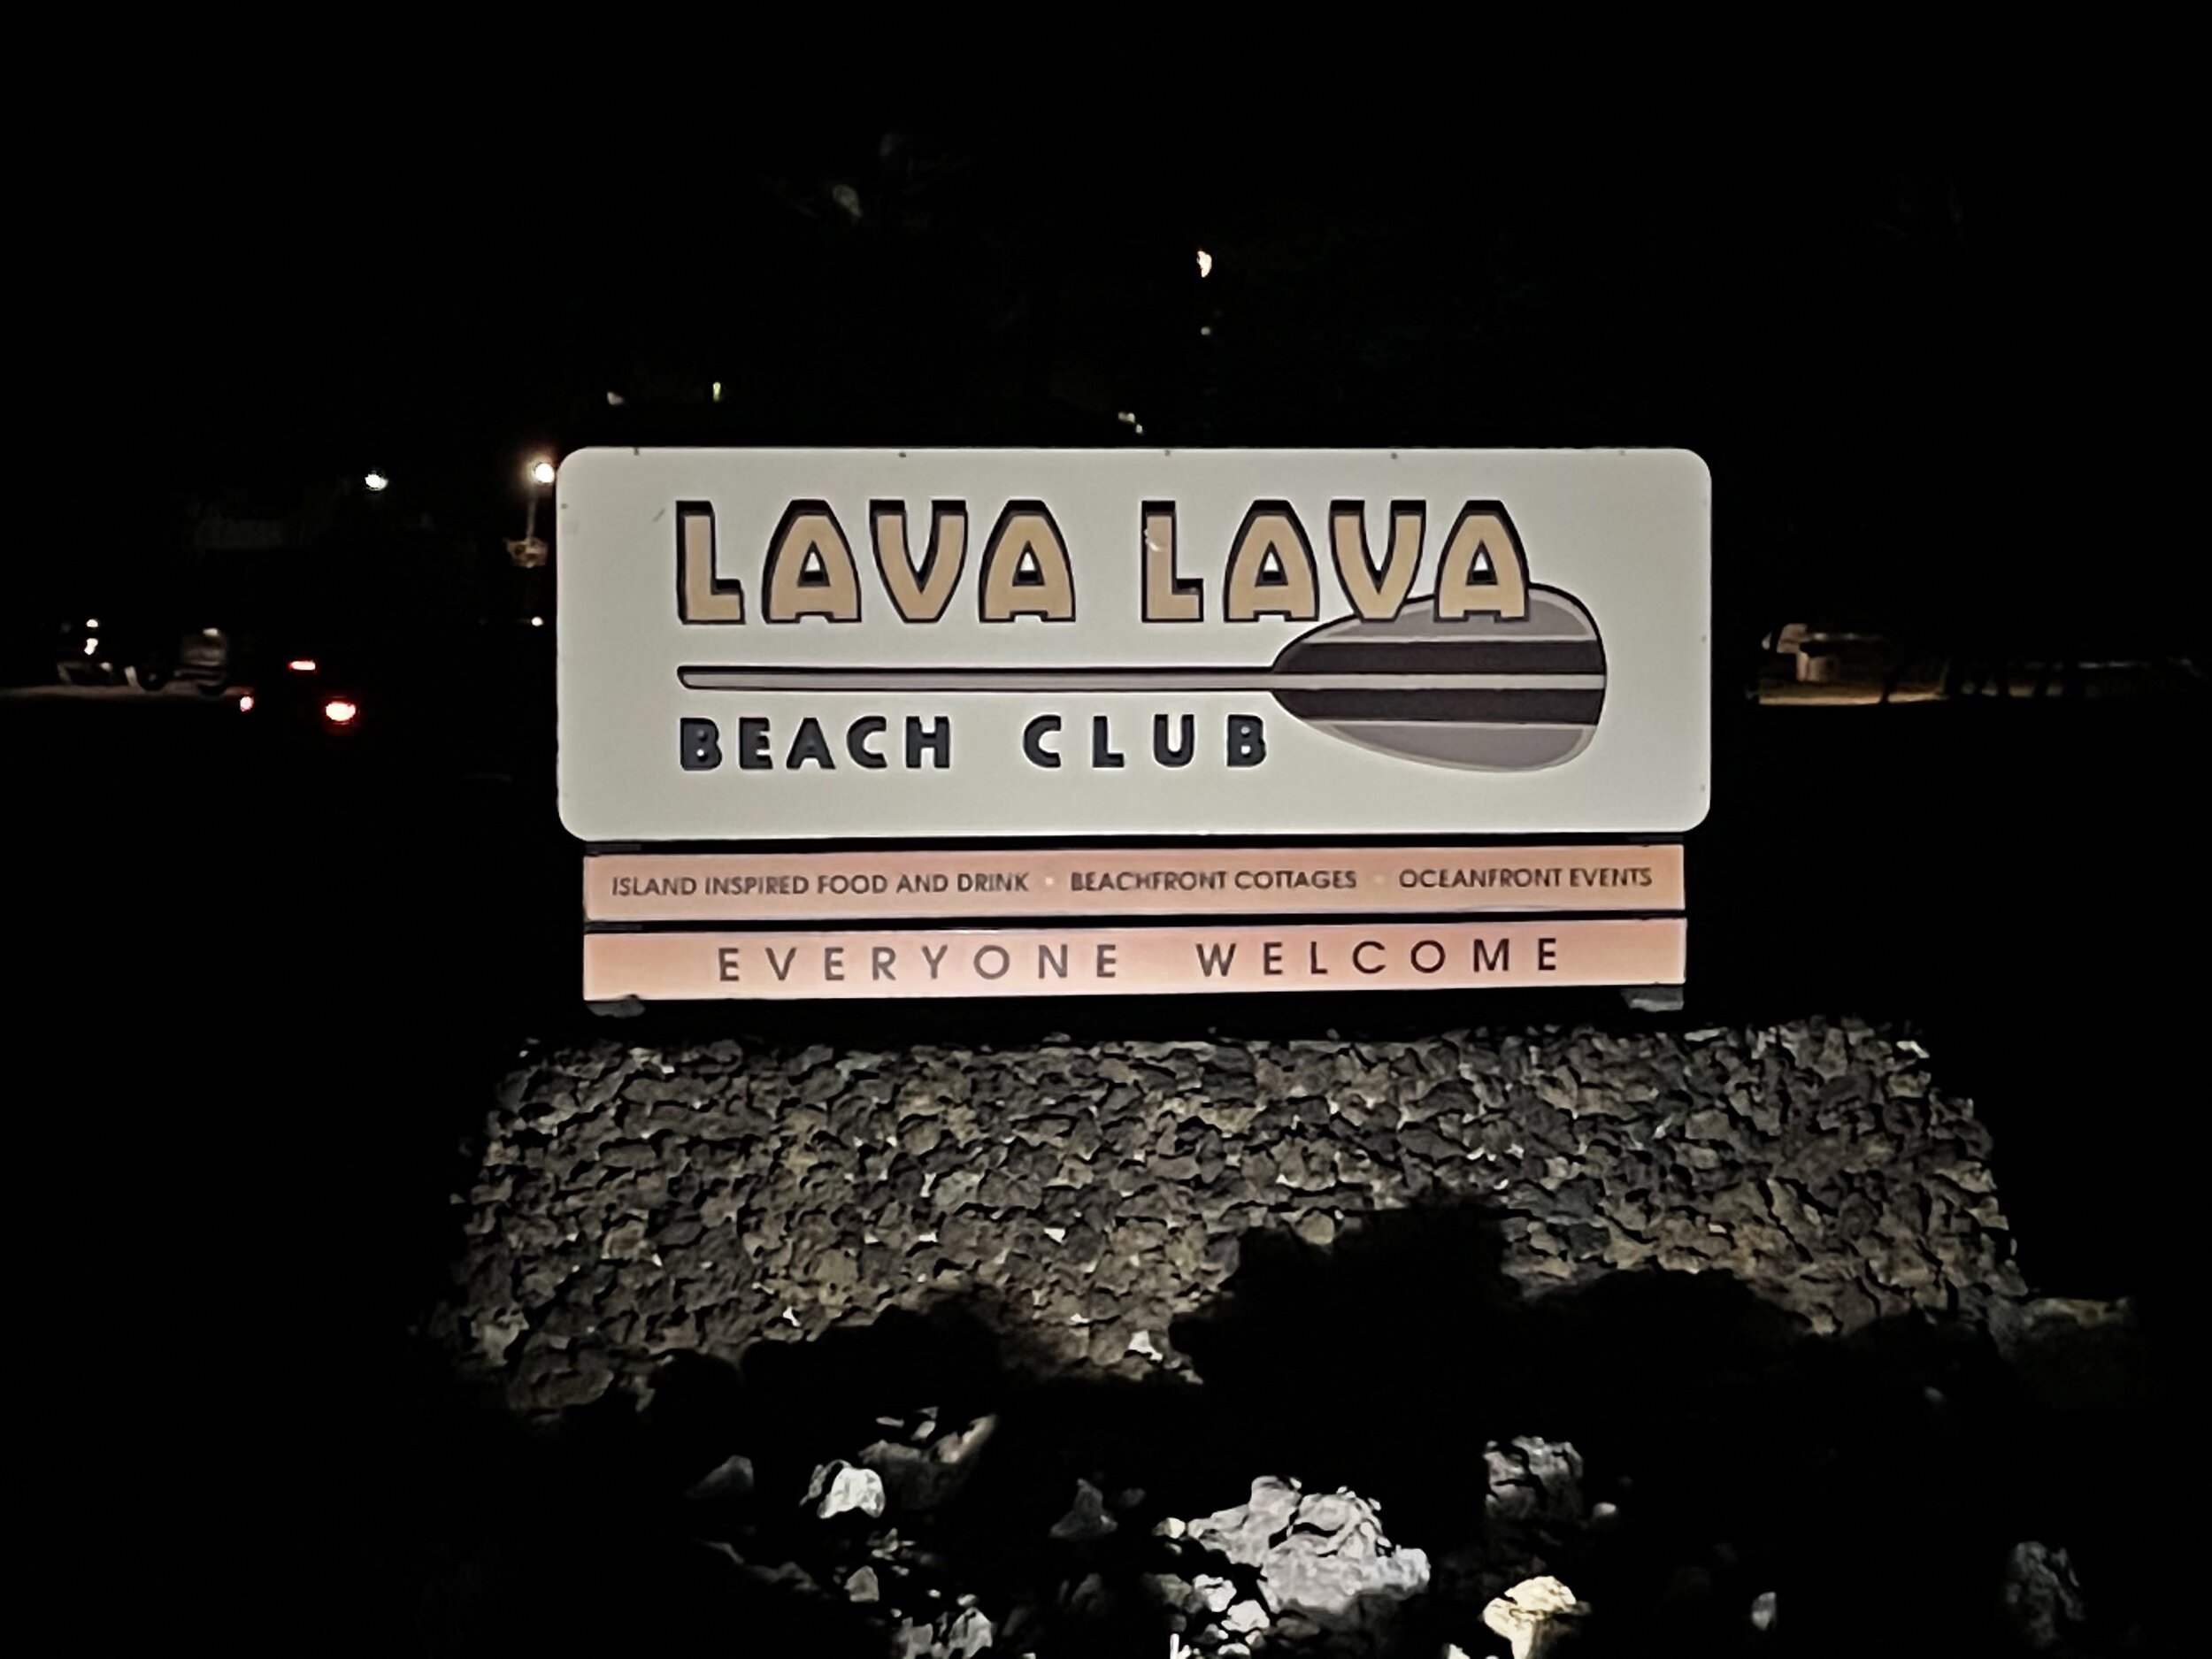 LAVA LAVA
BEACH CLUB
ISLAND INSPIRED FOOD AND DRINK • BEACHFRONT COTTAGES • OCEANFRONT EVENTS
EVERYONE WELCOME